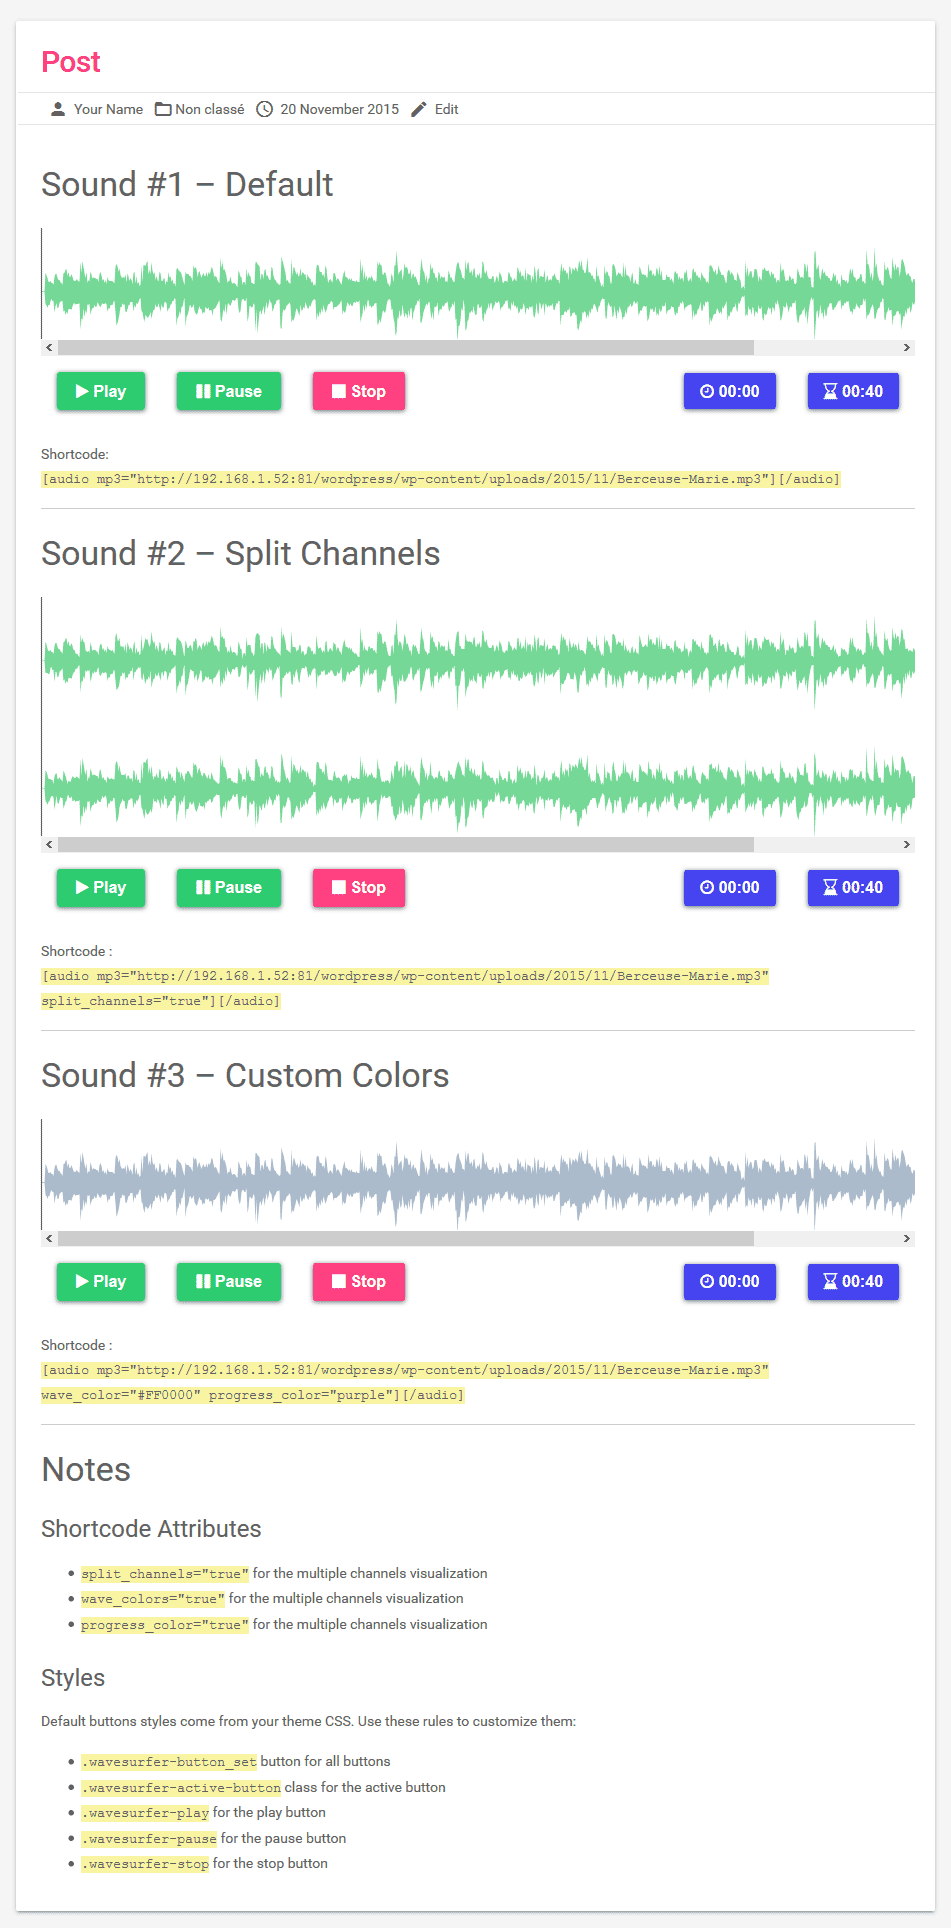 Post
Your Name Non classé 20 November 2015 Edit
Sound #1 – Default
Play Pause Stop 00:00 00:40
Shortcode:
[audio mp3="http://192.168.1.52:81/wordpress/wp-content/uploads/2015/11/Berceuse-Marie.mp3"][/audio]
Sound #2 – Split Channels
Play Pause Stop 00:00 00:40
Shortcode :
[audio mp3="http://192.168.1.52:81/wordpress/wp-content/uploads/2015/11/Berceuse-Marie.mp3"
split_channels="true"][/audio]
Sound #3 – Custom Colors
Play Pause Stop 00:00 00:40
Shortcode :
[audio mp3="http://192.168.1.52:81/wordpress/wp-content/uploads/2015/11/Berceuse-Marie.mp3"
wave_color="#FF0000" progress_color="purple"][/audio]
Notes
Shortcode Attributes
• split_channels="true" for the multiple channels visualization
• wave_colors="true" for the multiple channels visualization
• progress_color="true" for the multiple channels visualization
Styles
Default buttons styles come from your theme CSS. Use these rules to customize them:
• .wavesurfer-button_set button for all buttons
• .wavesurfer-active-button class for the active button
• .wavesurfer-play for the play button
• .wavesurfer-pause for the pause button
• .wavesurfer-stop for the stop button